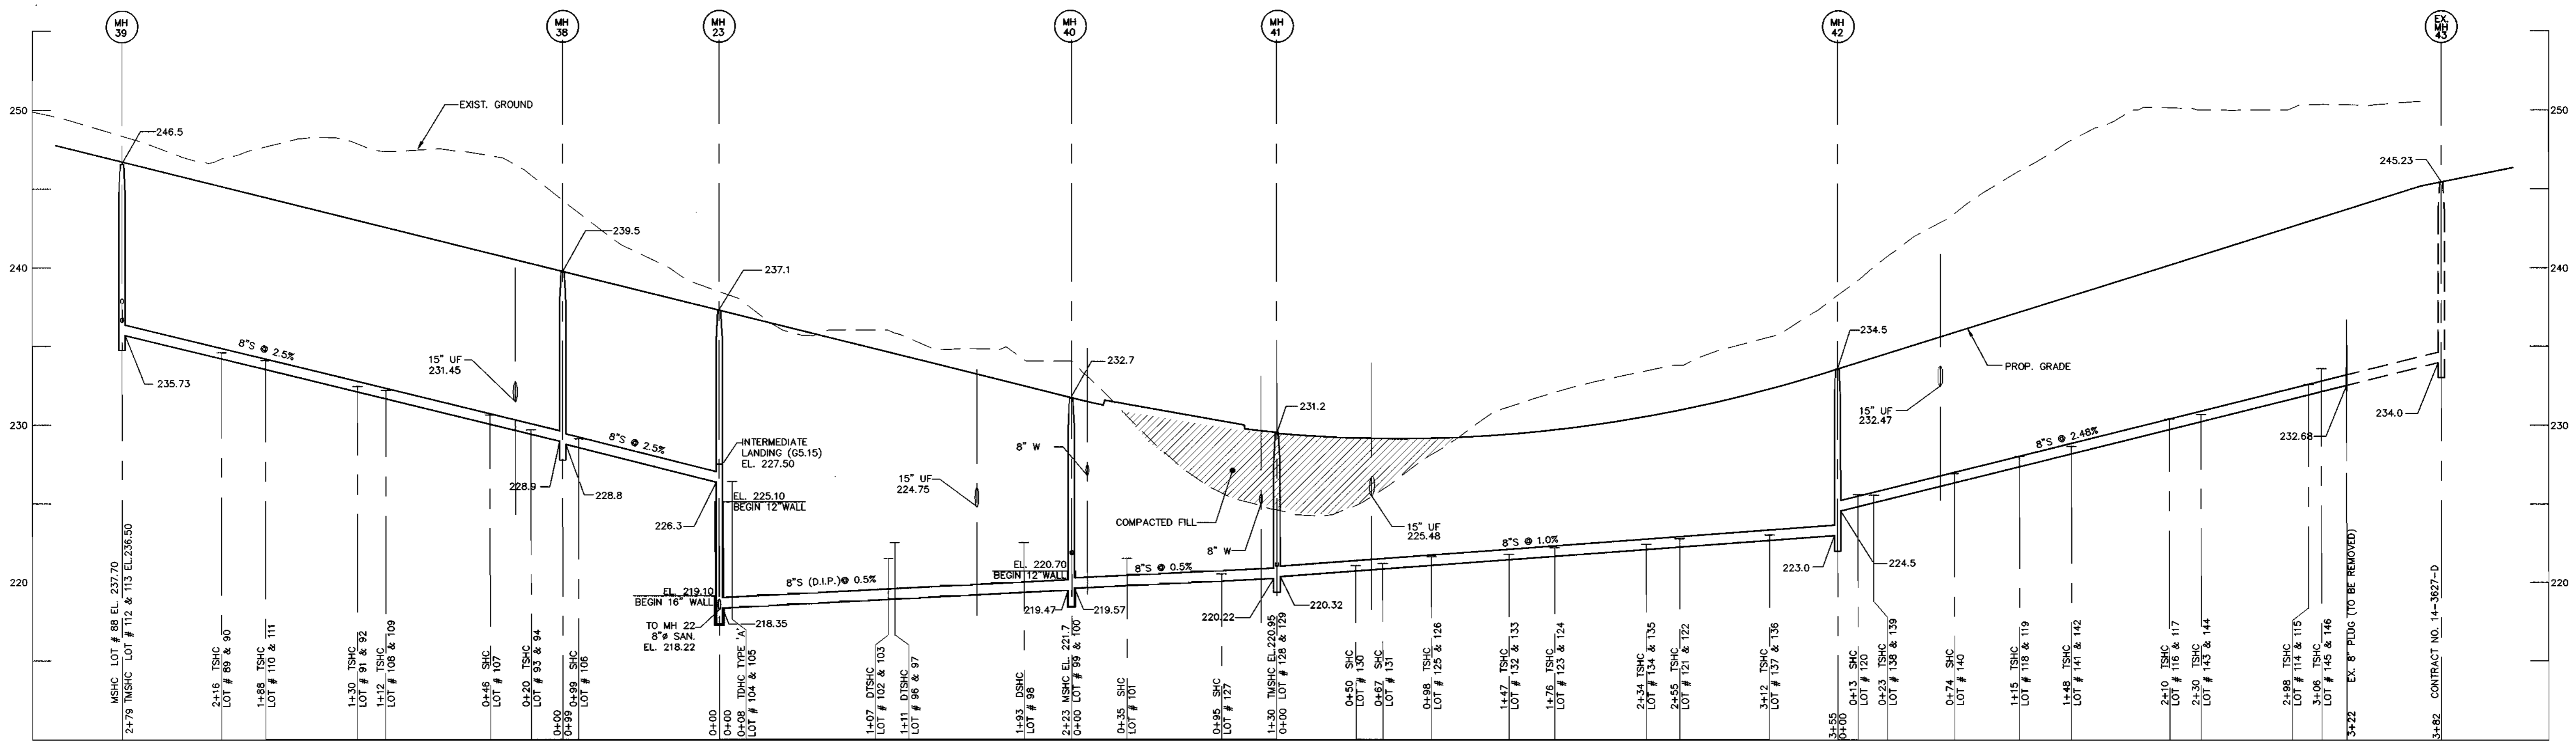 MH
39
MH
38
MH
23
MH
40
MH
41
MH
42
EX.
MH
43
250
250
EXIST. GROUND
246.5
245.23
239.5
240
240
237.1
234.5
PROP. GRADE
232.7
231.2
235.73
8"S @ 2.5%
15" UF
231.45
8"S @ 2.5%
228.9
228.8
226.3
INTERMEDIATE
LANDING (G5.15)
EL. 227.50
EL. 225.10
BEGIN 12"WALL
15" UF
224.75
8" W
COMPACTED FILL
8" W
15" UF
225.48
15" UF
232.47
8"S @ 2.48%
232.68
234.0
230
230
220
220
EL. 219.10
BEGIN 16" WALL
TO MH 22
8"ø SAN.
EL. 218.22
218.35
8"S (D.I.P.)@ 0.5%
EL. 220.70
BEGIN 12"WALL
219.47
219.57
8"S @ 0.5%
220.22
220.32
8"S @ 1.0%
223.0
224.5
MSHC LOT # 88 EL. 237.70
2+79 TMSHC LOT # 112 & 113 EL.236.50
2+16 TSHC
LOT # 89 & 90
1+88 TSHC
LOT # 110 & 111
1+30 TSHC
LOT # 91 & 92
1+12 TSHC
LOT # 108 & 109
0+46 SHC
LOT # 107
0+20 TSHC
LOT # 93 & 94
0+00
0+99
0+99 SHC
LOT # 106
0+00
0+00
0+08 TDHC TYPE 'A'
LOT # 104 & 105
1+07 DTSHC
LOT # 102 & 103
1+11 DTSHC
LOT # 96 & 97
1+93 DSHC
LOT # 98
2+23 MSHC EL. 221.7
0+00 LOT # 99 & 100
0+35 SHC
LOT # 101
0+95 SHC
LOT # 127
1+30 TMSHC EL.220.95
0+00 LOT # 128 & 129
0+50 SHC
LOT # 130
0+67 SHC
LOT # 131
0+98 TSHC
LOT # 125 & 126
1+47 TSHC
LOT # 132 & 133
1+76 TSHC
LOT # 123 & 124
2+34 TSHC
LOT # 134 & 135
2+55 TSHC
LOT # 121 & 122
3+12 TSHC
LOT # 137 & 136
3+55
0+00
0+13 SHC
LOT # 120
0+23 TSHC
LOT # 138 & 139
0+74 SHC
LOT # 140
1+15 TSHC
LOT # 118 & 119
1+48 TSHC
LOT # 141 & 142
2+10 TSHC
LOT # 116 & 117
2+30 TSHC
LOT # 143 & 144
2+98 TSHC
LOT # 114 & 115
3+06 TSHC
LOT # 145 & 146
3+22 EX. 8" PLUG (TO BE REMOVED)
3+82 CONTRACT NO. 14-3627-D